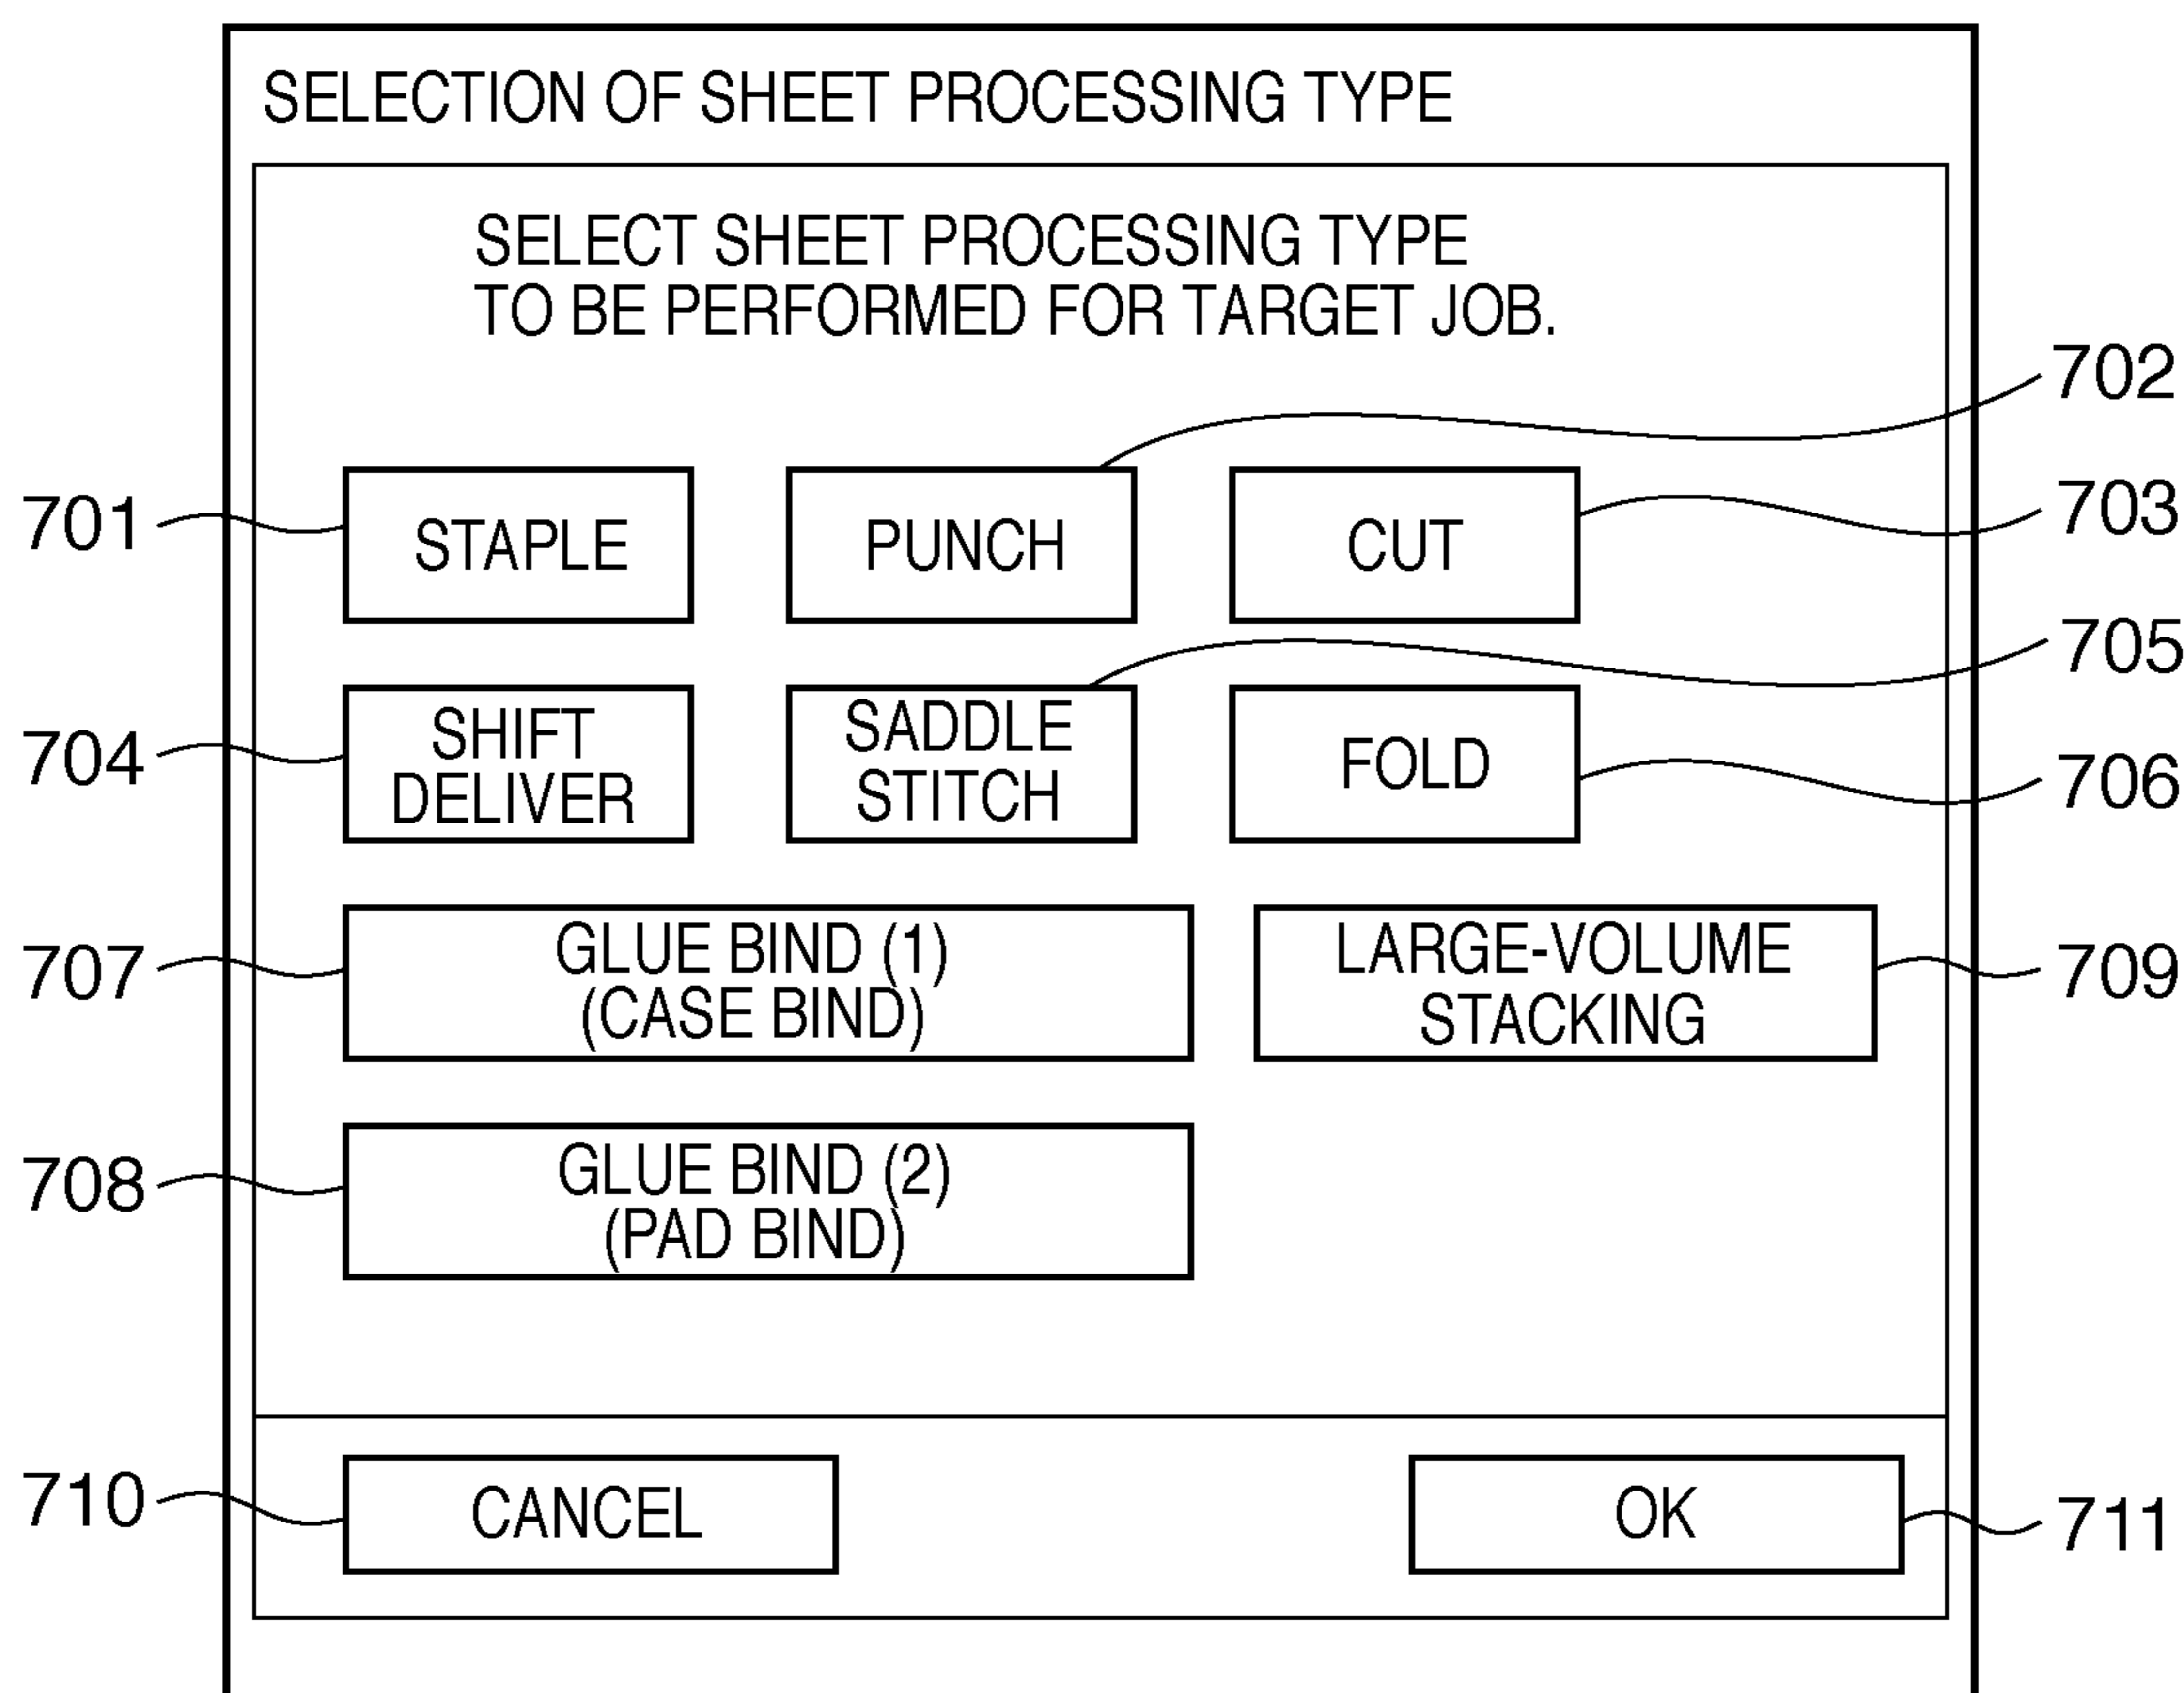 SELECTION OF SHEET PROCESSING TYPE
SELECT SHEET PROCESSING TYPE
TO BE PERFORMED FOR TARGET JOB.
702
701
STAPLE
PUNCH
CUT
703
705
704
SHIFT
DELIVER
SADDLE
STITCH
FOLD
706
707
GLUE BIND (1)
(CASE BIND)
LARGE-VOLUME
STACKING
709
708
GLUE BIND (2)
(PAD BIND)
710
CANCEL
OK
711